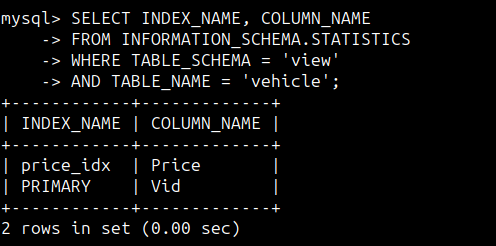 mysql> SELECT INDEX_NAME, COLUMN_NAME
    -> FROM INFORMATION_SCHEMA.STATISTICS
    -> WHERE TABLE_SCHEMA = 'view'
    -> AND TABLE_NAME = 'vehicle';
+------------+-------------+
| INDEX_NAME | COLUMN_NAME |
+------------+-------------+
| price_idx  | Price       |
| PRIMARY    | Vid         |
+------------+-------------+
2 rows in set (0.00 sec)